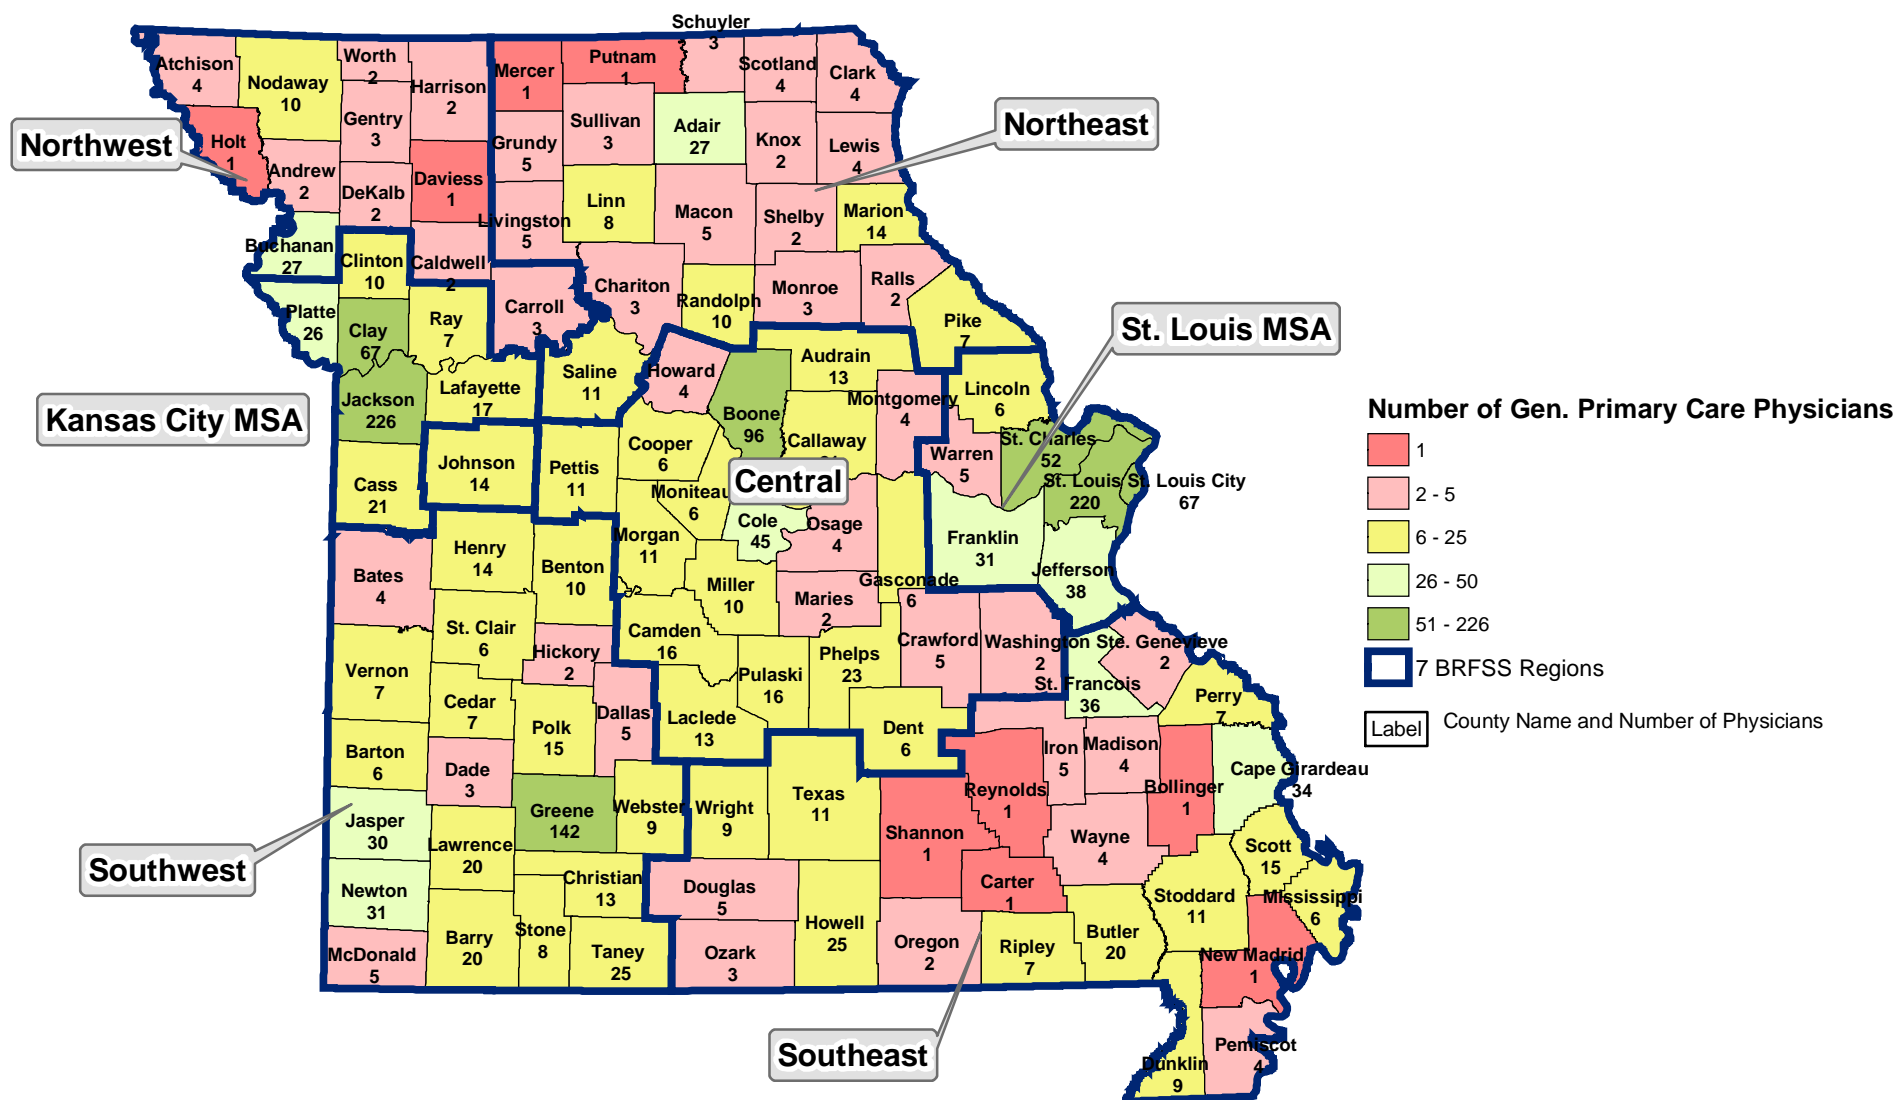 Schuyler
3
Atchison
4
Nodaway
10
Worth
2
Harrison
2
Mercer
1
Putnam
1
Scotland
4
Clark
4
Northwest
Holt
1
Gentry
3
Grundy
5
Sullivan
3
Adair
27
Knox
2
Lewis
4
Northeast
Andrew
2
DeKalb
2
Daviess
1
Livingston
5
Linn
8
Macon
5
Shelby
2
Marion
14
Buchanan
27
Clinton
10
Caldwell
2
Carroll
3
Chariton
3
Randolph
10
Monroe
3
Ralls
2
Pike
7
St. Louis MSA
Platte
26
Clay
67
Ray
7
Saline
11
Howard
4
Audrain
13
Montgomery
4
Lincoln
6
Kansas City MSA
Jackson
226
Lafayette
17
Boone
96
Callaway
Warren
5
St. Charles
52
St. Louis
220
St. Louis City
67
Cass
21
Johnson
14
Pettis
11
Cooper
6
Moniteau
6
Central
Cole
45
Osage
4
Franklin
31
Jefferson
38
Bates
4
Henry
14
Benton
10
Morgan
11
Miller
10
Maries
2
Gasconade
6
Crawford
5
Washington
2
Ste. Genevieve
2
St. Francois
36
Perry
7
Vernon
7
St. Clair
6
Hickory
2
Camden
16
Pulaski
16
Phelps
23
Dent
6
Cedar
7
Polk
15
Dallas
5
Laclede
13
Iron
5
Madison
4
Bollinger
1
Cape Girardeau
34
Barton
6
Dade
3
Greene
142
Webster
9
Wright
9
Texas
11
Shannon
1
Reynolds
1
Wayne
4
Scott
15
Mississippi
6
Southwest
Jasper
30
Lawrence
20
Christian
13
Douglas
5
Howell
25
Carter
1
Stoddard
11
Newton
31
McDonald
5
Barry
20
Stone
8
Taney
25
Ozark
3
Oregon
2
Ripley
7
Butler
20
New Madrid
1
Southeast
Dunklin
9
Pemiscot
4
Number of Gen. Primary Care Physicians
1
2 - 5
6 - 25
26 - 50
51 - 226
7 BRFSS Regions
Label
County Name and Number of Physicians